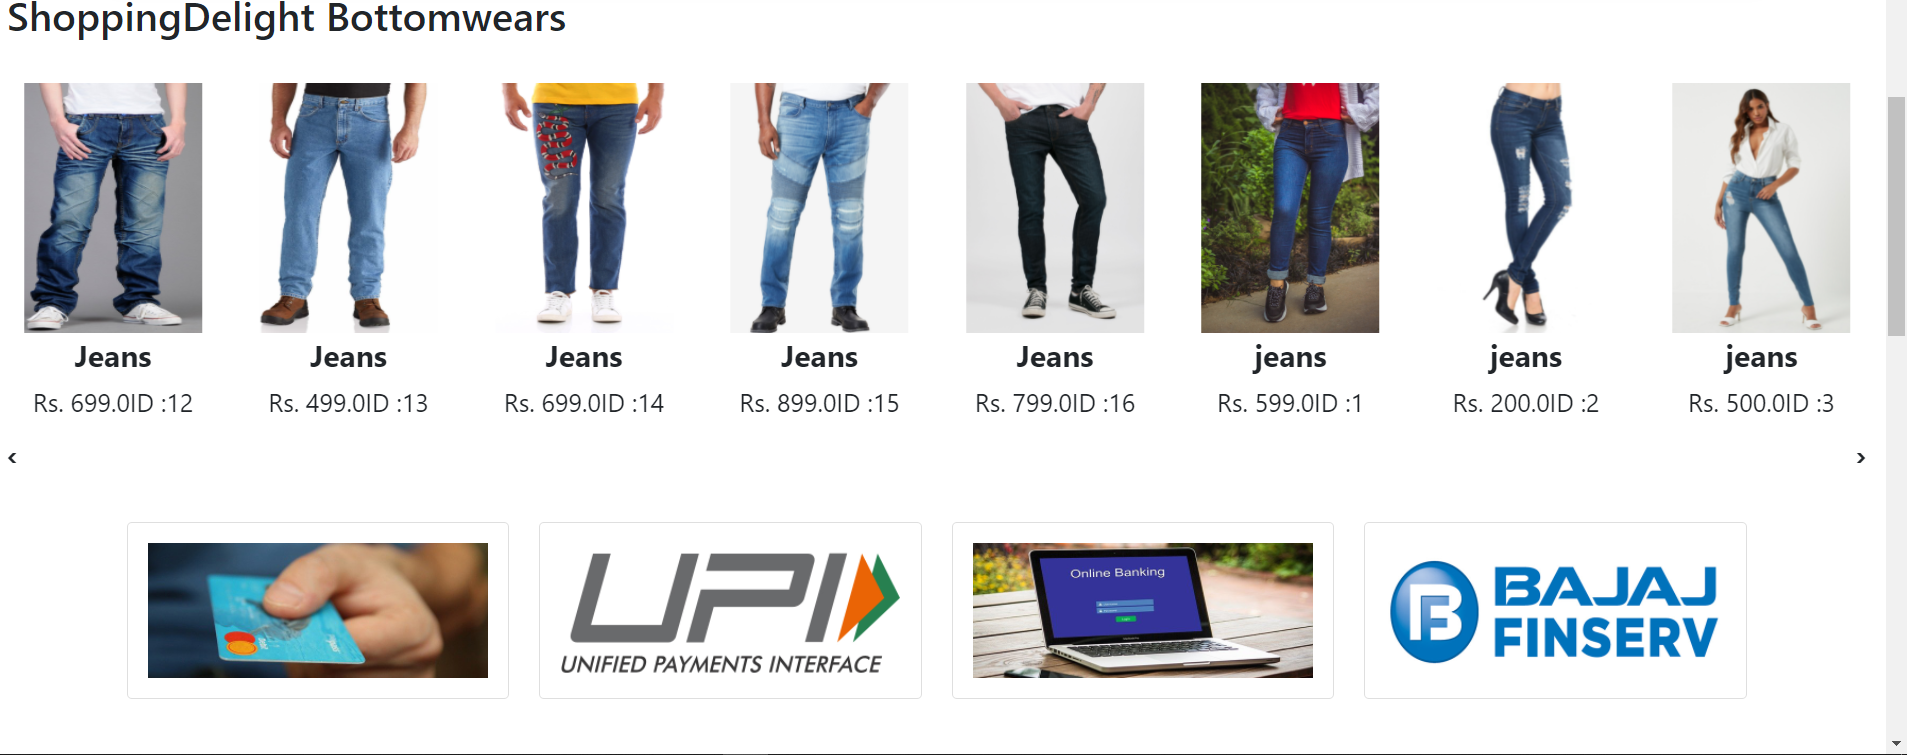 ShoppingDelight Bottomwears
Jeans Jeans Jeans Jeans Jeans jeans jeans jeans
Rs. 699.0ID :12 Rs. 499.0ID :13 Rs. 699.0ID :14 Rs. 899.0ID :15 Rs. 799.0ID :16 Rs. 599.0ID :1 Rs. 200.0ID :2 Rs. 500.0ID :3
‹ ›
UPI
UNIFIED PAYMENTS INTERFACE
Online Banking
BAJAJ
FINSERV